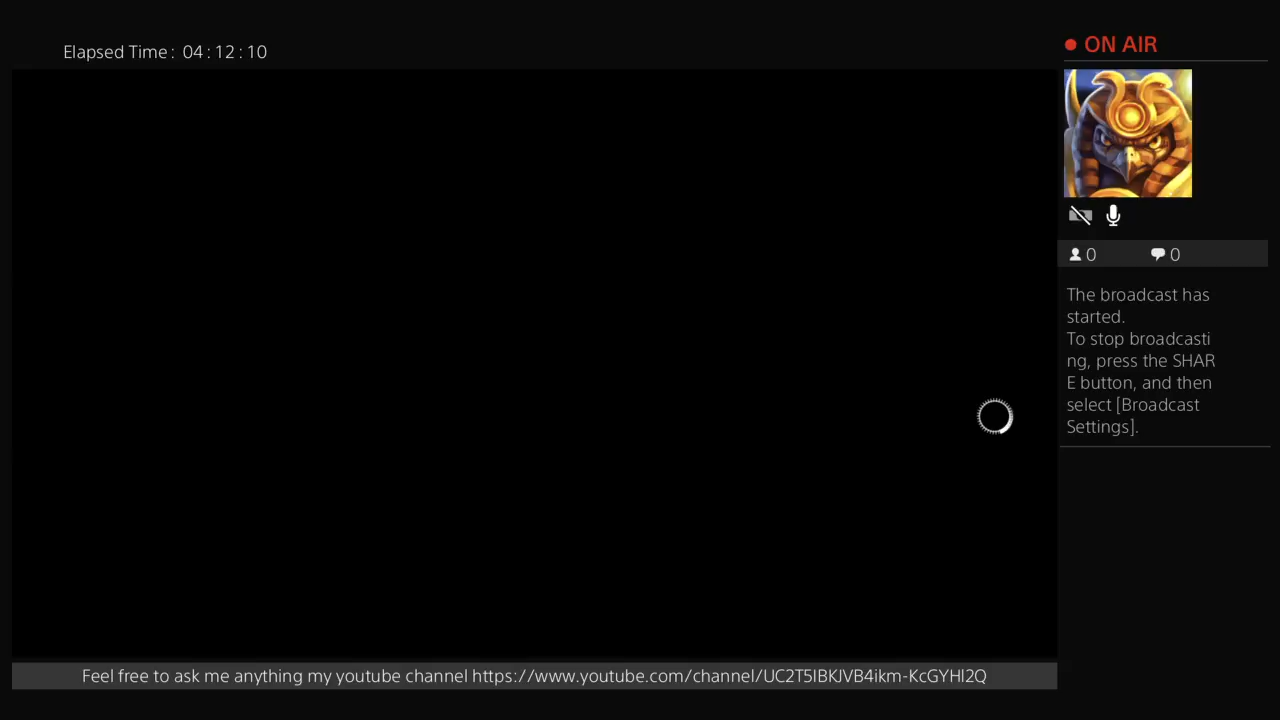 Elapsed Time: 04:12:10
ON AIR
0
0
The broadcast has
started.
To stop broadcasti
ng, press the SHAR
E button, and then
select [Broadcast
Settings].
Feel free to ask me anything my youtube channel https://www.youtube.com/channel/UC2T5IBKJVB4ikm-KcGYHI2Q